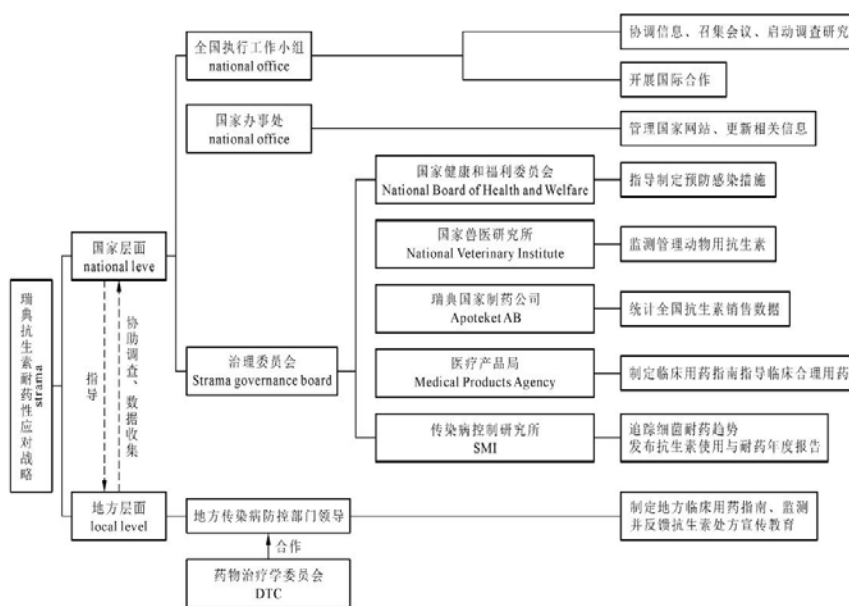 全国执行工作小组
national office
协调信息、召集会议、启动调查研究
开展国际合作
国家办事处
national office
管理国家网站、更新相关信息
国家健康和福利委员会
National Board of Health and Welfare
指导制定预防感染措施
国家层面
national leve
国家兽医研究所
National Veterinary Institute
监测管理动物用抗生素
瑞典抗生素耐药性应对战略
strama
指导
协助调查、数据收集
瑞典国家制药公司
Apoteket AB
统计全国抗生素销售数据
治理委员会
Strama governance board
医疗产品局
Medical Products Agency
制定临床用药指南指导临床合理用药
传染病控制研究所
SMI
追踪细菌耐药趋势
发布抗生素使用与耐药年度报告
地方层面
local level
地方传染病防控部门领导
制定地方临床用药指南、监测
并反馈抗生素处方宣传教育
合作
药物治疗学委员会
DTC